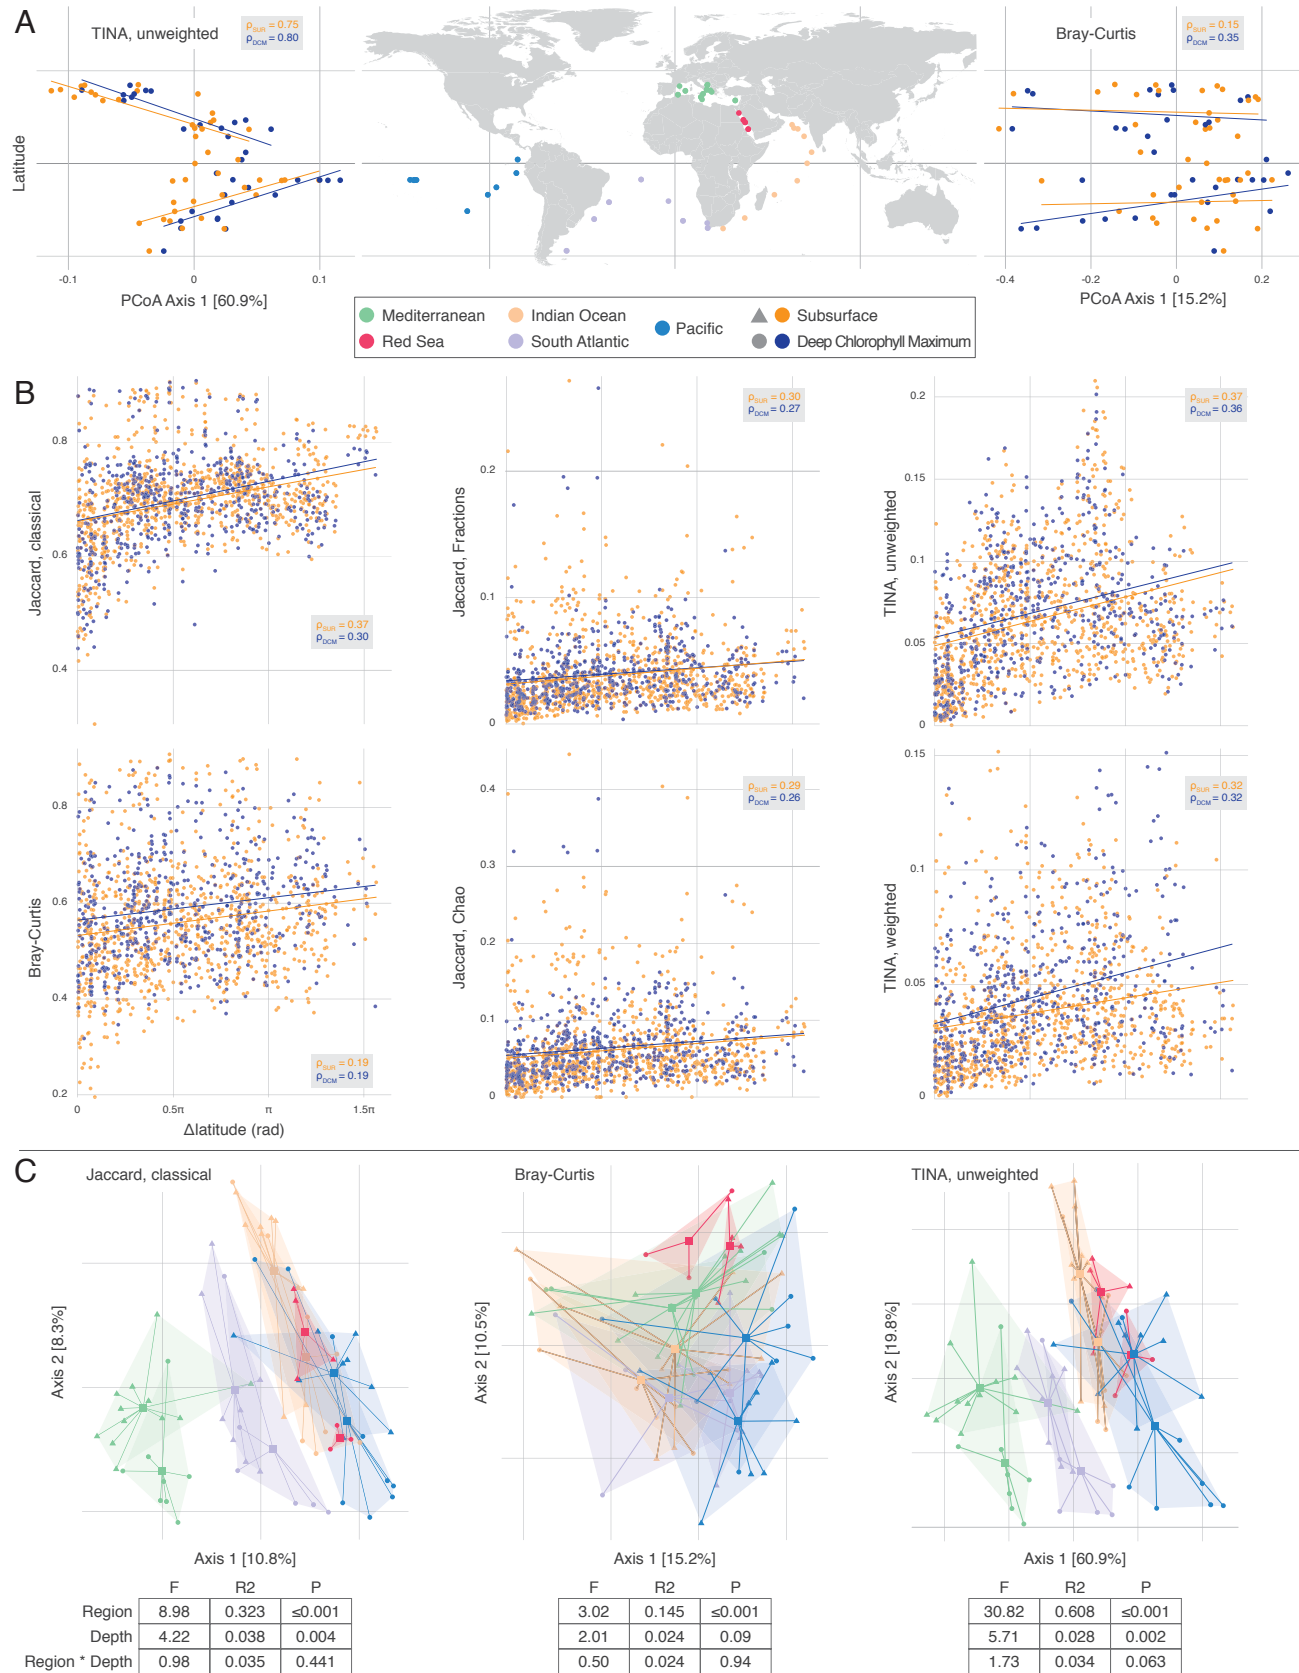 A
TINA, unweighted
ρSUR = 0.75
ρDCM = 0.80
Bray-Curtis
ρSUR = 0.15
ρDCM = 0.35
Latitude
-0.1
0
0.1
PCoA Axis 1 [60.9%]
-0.4
-0.2
0
0.2
PCoA Axis 1 [15.2%]
Mediterranean
Indian Ocean
Pacific
Subsurface
Red Sea
South Atlantic
Deep Chlorophyll Maximum
B
Jaccard, classical
0.8
0.6
0.4
ρSUR = 0.37
ρDCM = 0.30
Jaccard, Fractions
0.2
0.1
0
ρSUR = 0.30
ρDCM = 0.27
TINA, unweighted
0.2
0.15
0.1
0.05
0
ρSUR = 0.37
ρDCM = 0.36
Bray-Curtis
0.8
0.6
0.4
0.2
ρSUR = 0.19
ρDCM = 0.19
0
0.5π
π
1.5π
Δlatitude (rad)
Jaccard, Chao
0.4
0.3
0.2
0.1
0
ρSUR = 0.29
ρDCM = 0.26
TINA, weighted
0.15
0.1
0.05
0
ρSUR = 0.32
ρDCM = 0.32
C
Jaccard, classical
Axis 2 [8.3%]
Axis 1 [10.8%]
Bray-Curtis
Axis 2 [10.5%]
Axis 1 [15.2%]
TINA, unweighted
Axis 2 [19.8%]
Axis 1 [60.9%]
F R2 P
Region 8.98 0.323 ≤0.001
Depth 4.22 0.038 0.004
Region * Depth 0.98 0.035 0.441
F R2 P
3.02 0.145 ≤0.001
2.01 0.024 0.09
0.50 0.024 0.94
F R2 P
30.82 0.608 ≤0.001
5.71 0.028 0.002
1.73 0.034 0.063